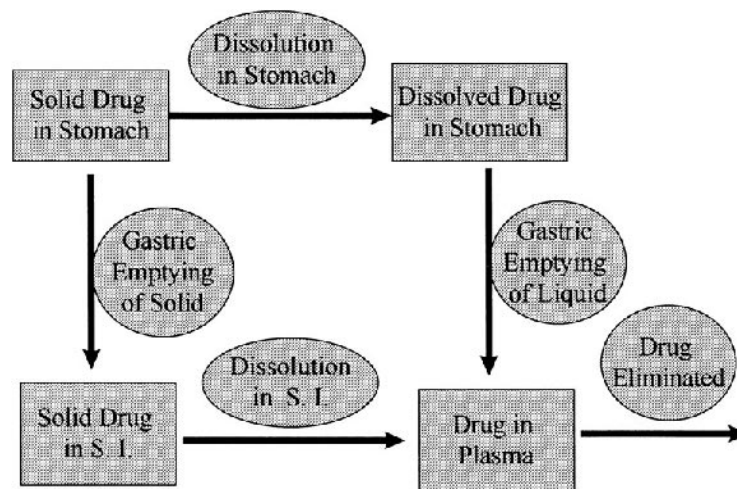 Dissolution
in Stomach
Solid Drug
in Stomach
Dissolved Drug
in Stomach
Gastric
Emptying
of Solid
Gastric
Emptying
of Liquid
Dissolution
in S. I.
Drug
Eliminated
Solid Drug
in S. I.
Drug in
Plasma